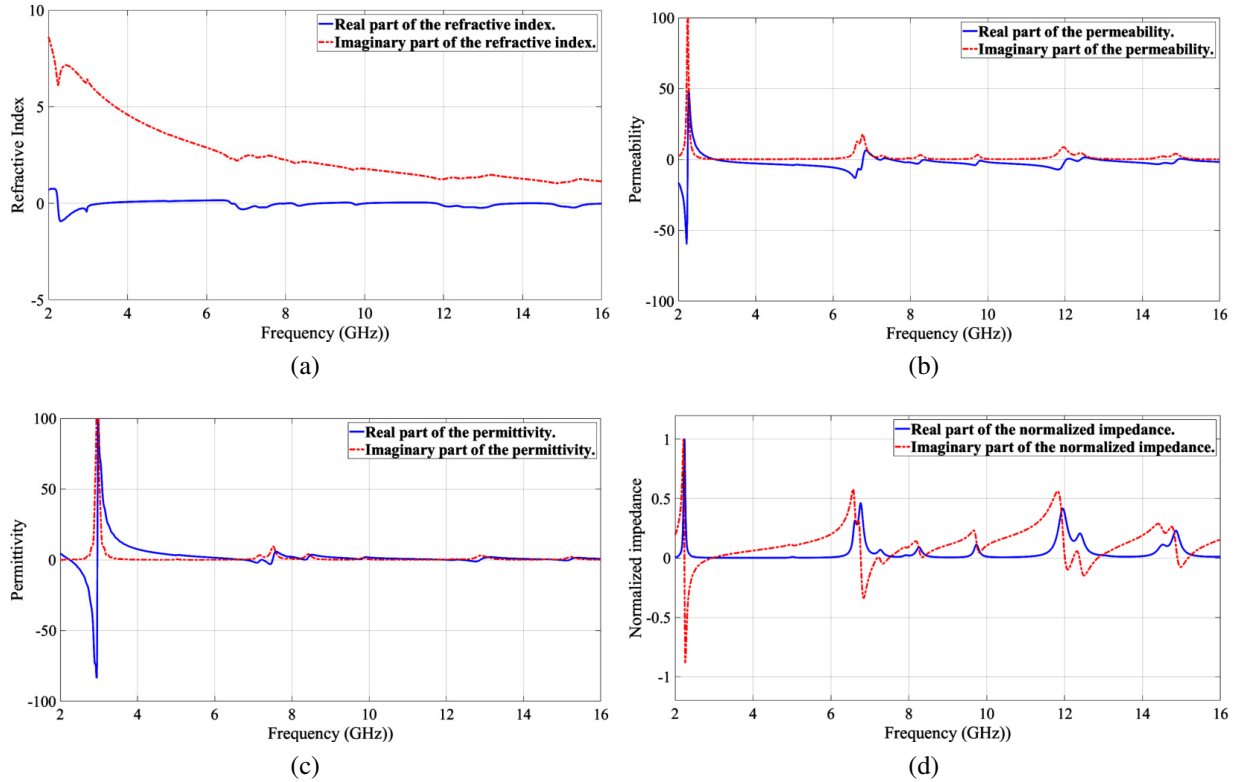 10
5
0
-5
Refractive Index
Real part of the refractive index.
Imaginary part of the refractive index.
2 4 6 8 10 12 14 16
Frequency (GHz))
(a)
100
50
0
-50
-100
Permeability
Real part of the permeability.
Imaginary part of the permeability.
2 4 6 8 10 12 14 16
Frequency (GHz))
(b)
100
50
0
-50
-100
Permittivity
Real part of the permittivity.
Imaginary part of the permittivity.
2 4 6 8 10 12 14 16
Frequency (GHz))
(c)
1
0.5
0
-0.5
-1
Normalized impedance
Real part of the normalized impedance.
Imaginary part of the normalized impedance.
2 4 6 8 10 12 14 16
Frequency (GHz))
(d)